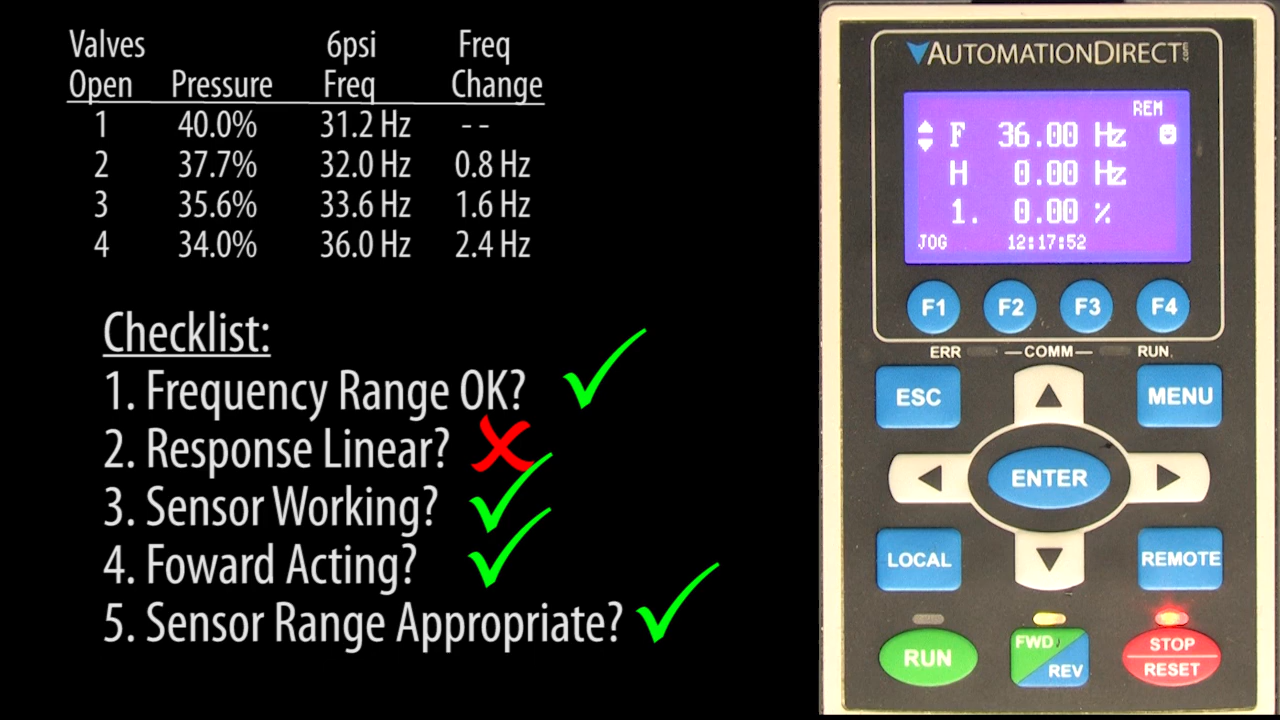 Valves 6psi Freq
Open Pressure Freq Change
1 40.0% 31.2 Hz - -
2 37.7% 32.0 Hz 0.8 Hz
3 35.6% 33.6 Hz 1.6 Hz
4 34.0% 36.0 Hz 2.4 Hz
Checklist:
1. Frequency Range OK?
2. Response Linear?
3. Sensor Working?
4. Foward Acting?
5. Sensor Range Appropriate?
AUTOMATIONDIRECT.com
REM
F 36.00 Hz
H 0.00 Hz
1. 0.00 %
JOG 12:17:52
F1 F2 F3 F4
ERR COMM RUN
ESC MENU
ENTER
LOCAL REMOTE
RUN
FWD
REV
STOP
RESET